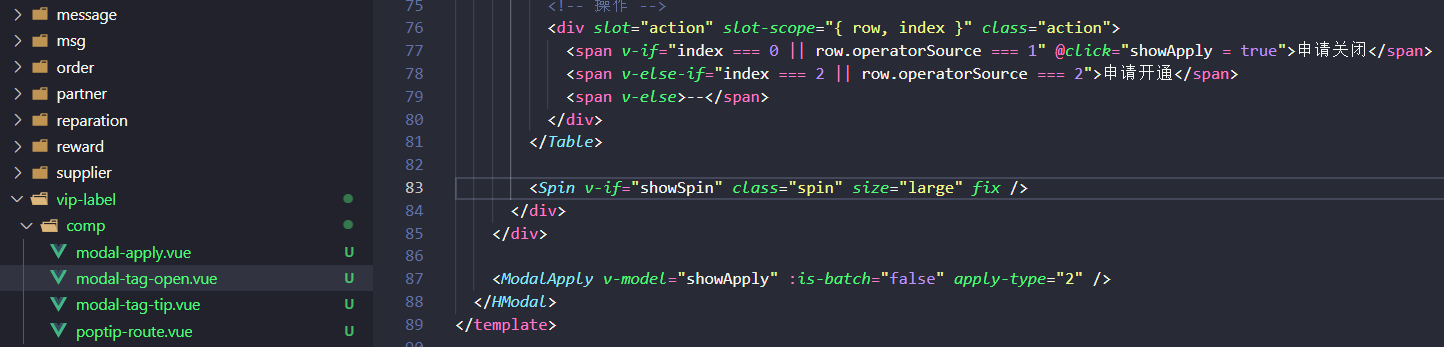 message
msg
order
partner
reparation
reward
supplier
vip-label
comp
modal-apply.vue U
modal-tag-open.vue U
modal-tag-tip.vue U
poptip-route.vue U
75 <!-- 操作 -->
76 <div slot="action" slot-scope="{ row, index }" class="action">
77 <span v-if="index === 0 || row.operatorSource === 1" @click="showApply = true">申请关闭</span>
78 <span v-else-if="index === 2 || row.operatorSource === 2">申请开通</span>
79 <span v-else>--</span>
80 </div>
81 </Table>
82
83 <Spin v-if="showSpin" class="spin" size="large" fix />
84 </div>
85 </div>
86
87 <ModalApply v-model="showApply" :is-batch="false" apply-type="2" />
88 </HModal>
89 </template>
90